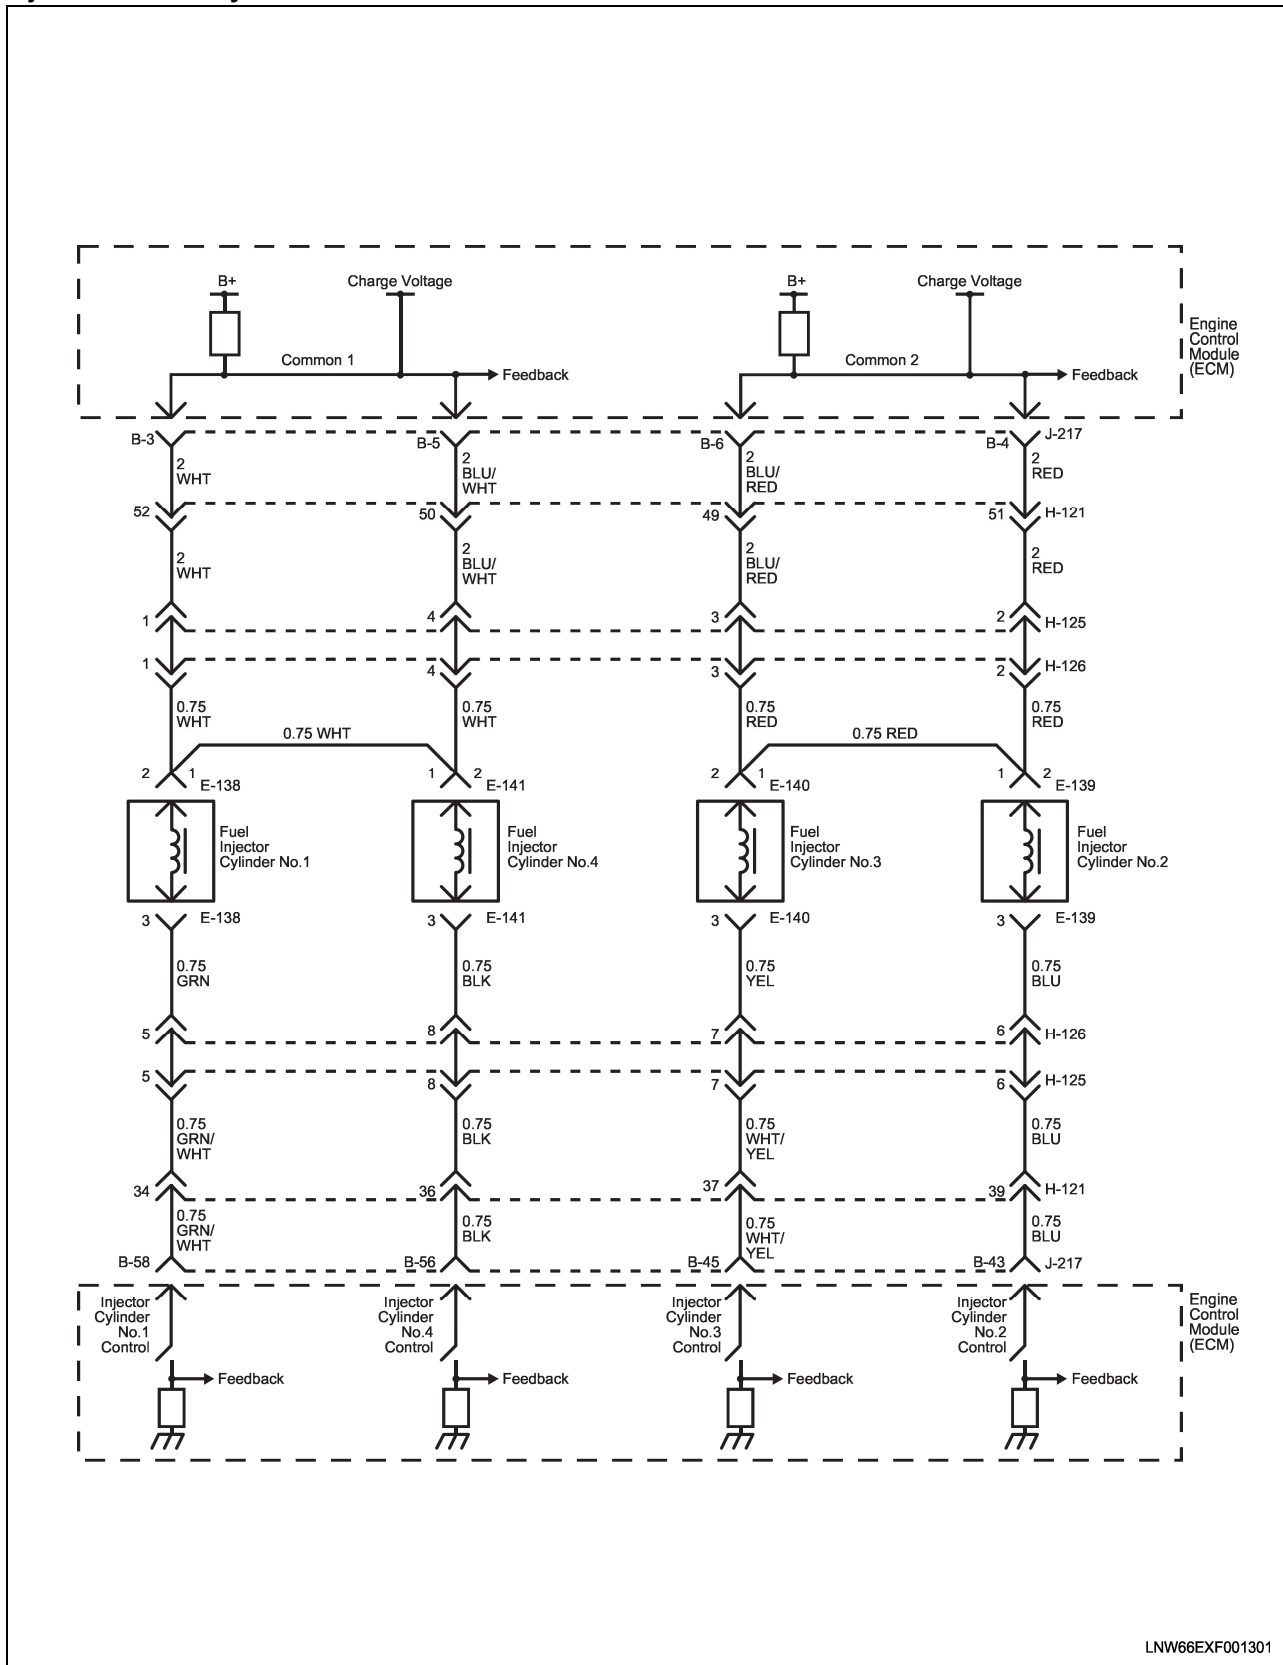 B+
Charge Voltage
B+
Charge Voltage
Engine
Control
Module
(ECM)
Common 1
Feedback
Common 2
Feedback
B-3
B-5
B-6
B-4
J-217
2
WHT
2
BLU/
WHT
2
BLU/
RED
2
RED
52
50
49
51
H-121
2
WHT
2
BLU/
WHT
2
BLU/
RED
2
RED
1
4
3
2
H-125
1
4
3
2
H-126
0.75
WHT
0.75
WHT
0.75
RED
0.75
RED
0.75 WHT
0.75 RED
2
1
E-138
1
2
E-141
2
1
E-140
1
2
E-139
Fuel
Injector
Cylinder No.1
Fuel
Injector
Cylinder No.4
Fuel
Injector
Cylinder No.3
Fuel
Injector
Cylinder No.2
3
E-138
3
E-141
3
E-140
3
E-139
0.75
GRN
0.75
BLK
0.75
YEL
0.75
BLU
5
8
7
6
H-126
5
8
7
6
H-125
0.75
GRN/
WHT
0.75
BLK
0.75
WHT/
YEL
0.75
BLU
34
36
37
39
H-121
0.75
GRN/
WHT
0.75
BLK
0.75
WHT/
YEL
0.75
BLU
B-58
B-56
B-45
B-43
J-217
Injector
Cylinder
No.1
Control
Injector
Cylinder
No.4
Control
Injector
Cylinder
No.3
Control
Injector
Cylinder
No.2
Control
Engine
Control
Module
(ECM)
Feedback
Feedback
Feedback
Feedback
LNW66EXF001301